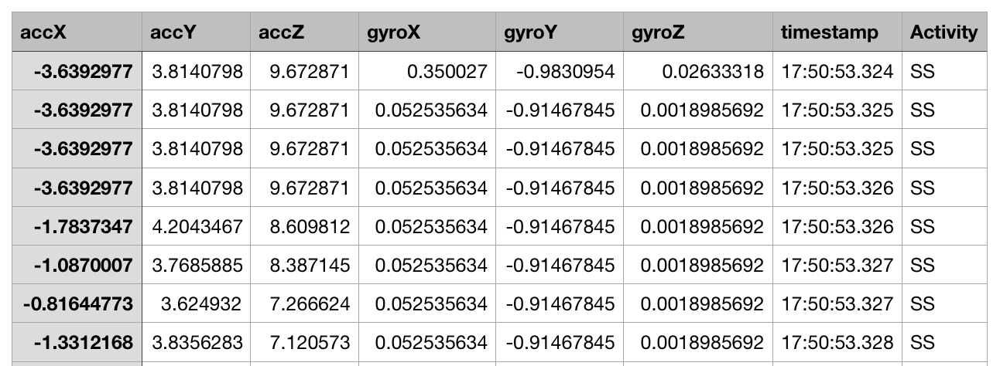 accX accY accZ gyroX gyroY gyroZ timestamp Activity
-3.6392977 3.8140798 9.672871 0.350027 -0.9830954 0.02633318 17:50:53.324 SS
-3.6392977 3.8140798 9.672871 0.052535634 -0.91467845 0.0018985692 17:50:53.325 SS
-3.6392977 3.8140798 9.672871 0.052535634 -0.91467845 0.0018985692 17:50:53.325 SS
-3.6392977 3.8140798 9.672871 0.052535634 -0.91467845 0.0018985692 17:50:53.326 SS
-1.7837347 4.2043467 8.609812 0.052535634 -0.91467845 0.0018985692 17:50:53.326 SS
-1.0870007 3.7685885 8.387145 0.052535634 -0.91467845 0.0018985692 17:50:53.327 SS
-0.81644773 3.624932 7.266624 0.052535634 -0.91467845 0.0018985692 17:50:53.327 SS
-1.3312168 3.8356283 7.120573 0.052535634 -0.91467845 0.0018985692 17:50:53.328 SS